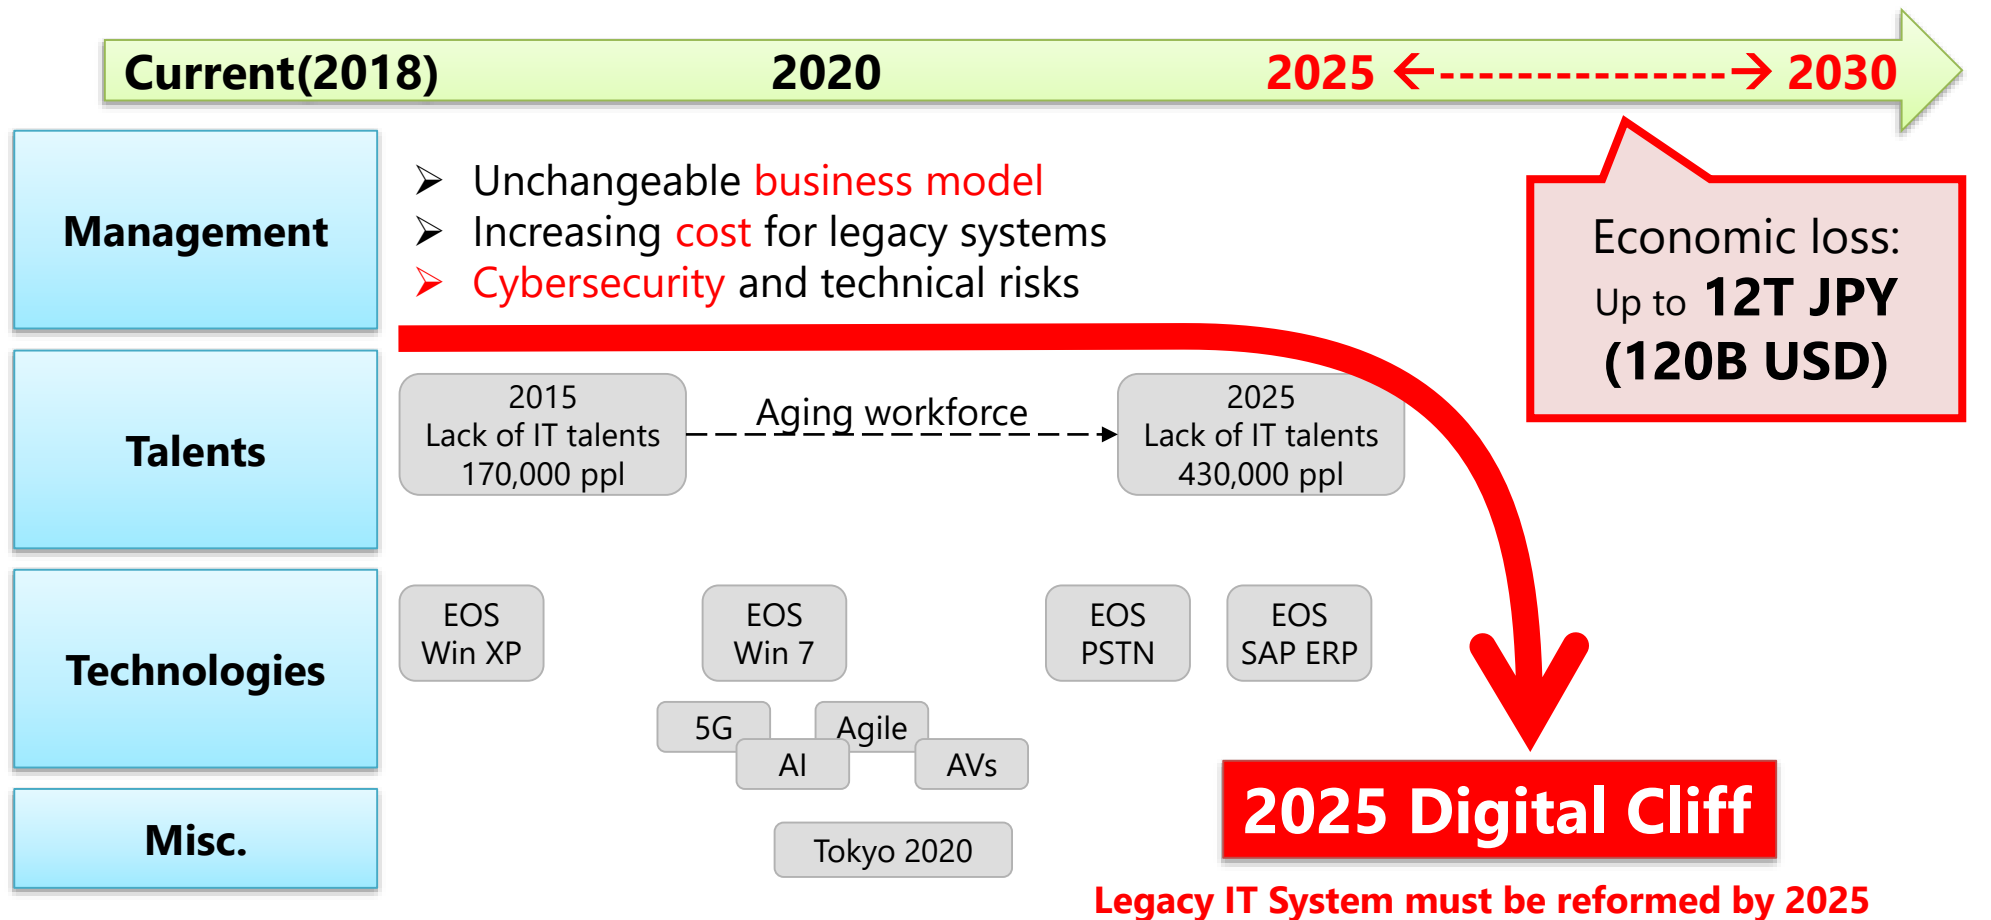 Current(2018) 2020 2025 ←---------------→ 2030
Management
➢ Unchangeable business model
➢ Increasing cost for legacy systems
➢ Cybersecurity and technical risks
Economic loss:
Up to 12T JPY
(120B USD)
Talents
2015
Lack of IT talents
170,000 ppl
Aging workforce
2025
Lack of IT talents
430,000 ppl
Technologies
EOS
Win XP
EOS
Win 7
EOS
PSTN
EOS
SAP ERP
5G
AI
Agile
AVs
Misc.
Tokyo 2020
2025 Digital Cliff
Legacy IT System must be reformed by 2025